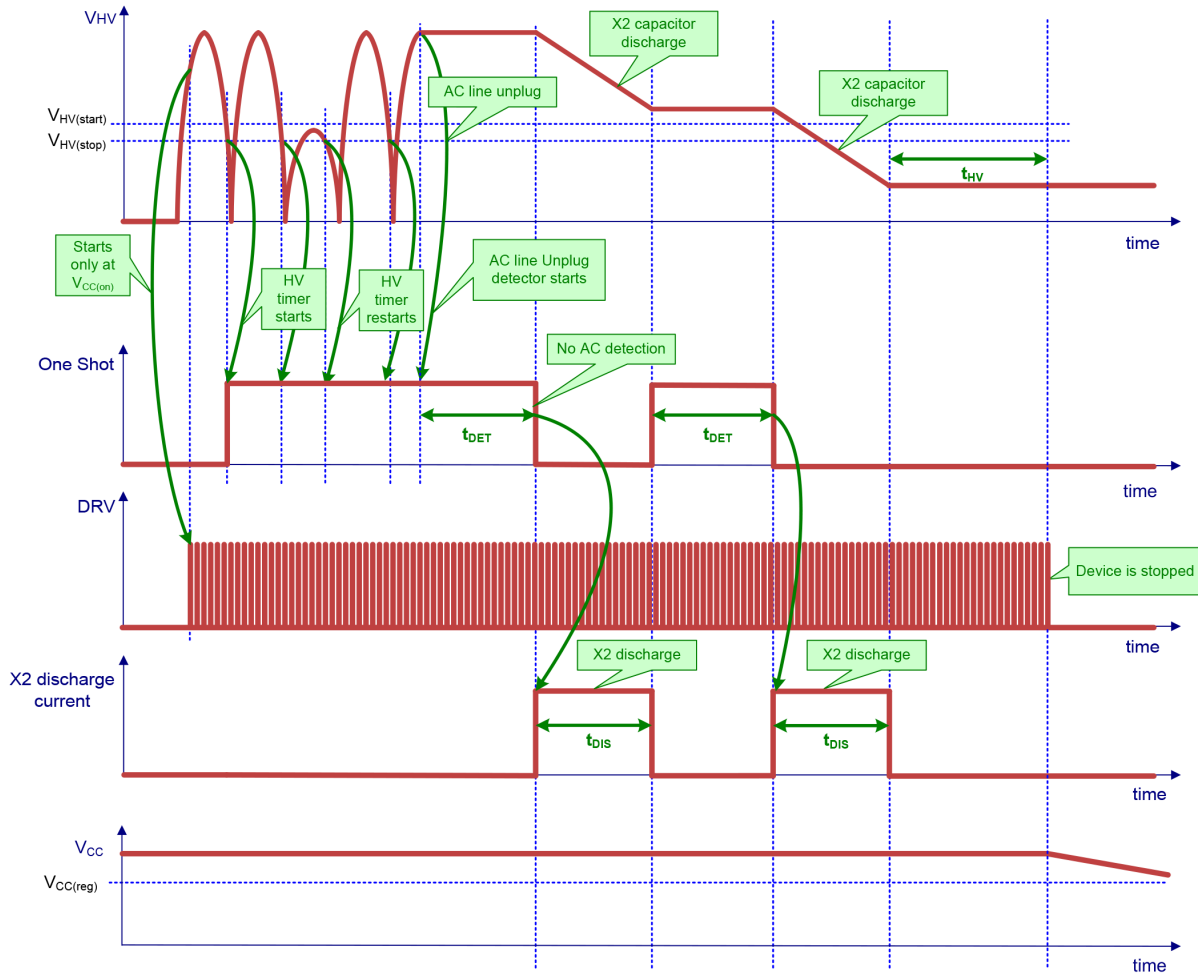 VHV
X2 capacitor
discharge
AC line unplug
X2 capacitor
discharge
VHV(start)
VHV(stop)
tHV
time
Starts
only at
VCC(on)
HV
timer
starts
HV
timer
restarts
AC line Unplug
detector starts
One Shot
No AC detection
tDET
tDET
time
DRV
Device is stopped
time
X2 discharge
current
X2 discharge
X2 discharge
tDIS
tDIS
time
VCC
VCC(reg)
time